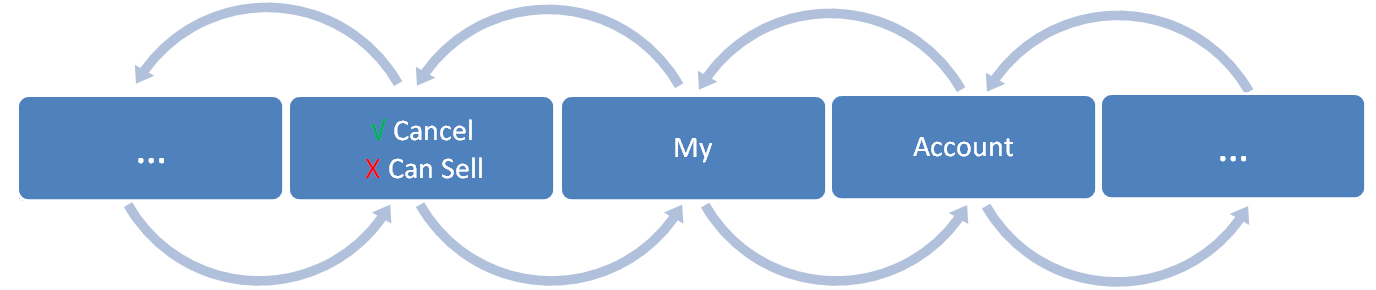 ...
√ Cancel
X Can Sell
My
Account
...